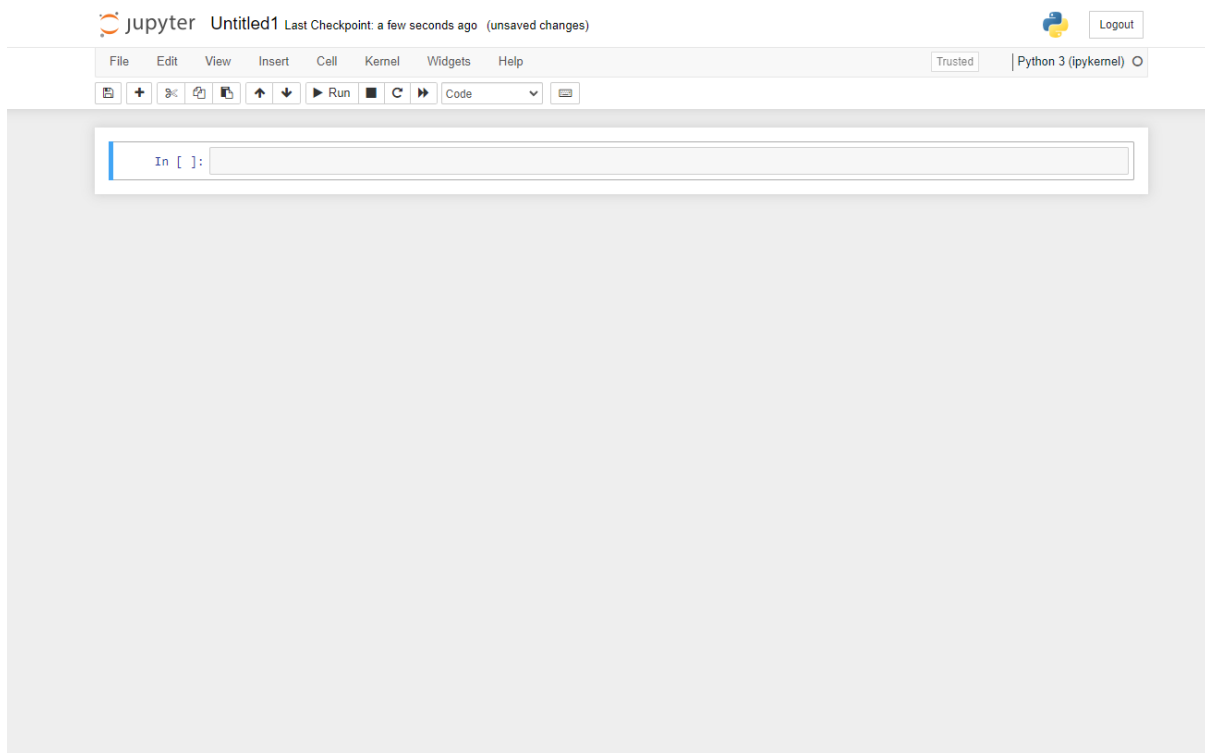 jupyter Untitled1 Last Checkpoint: a few seconds ago (unsaved changes) Logout
File Edit View Insert Cell Kernel Widgets Help Trusted Python 3 (ipykernel)
Run Code
In [ ]: